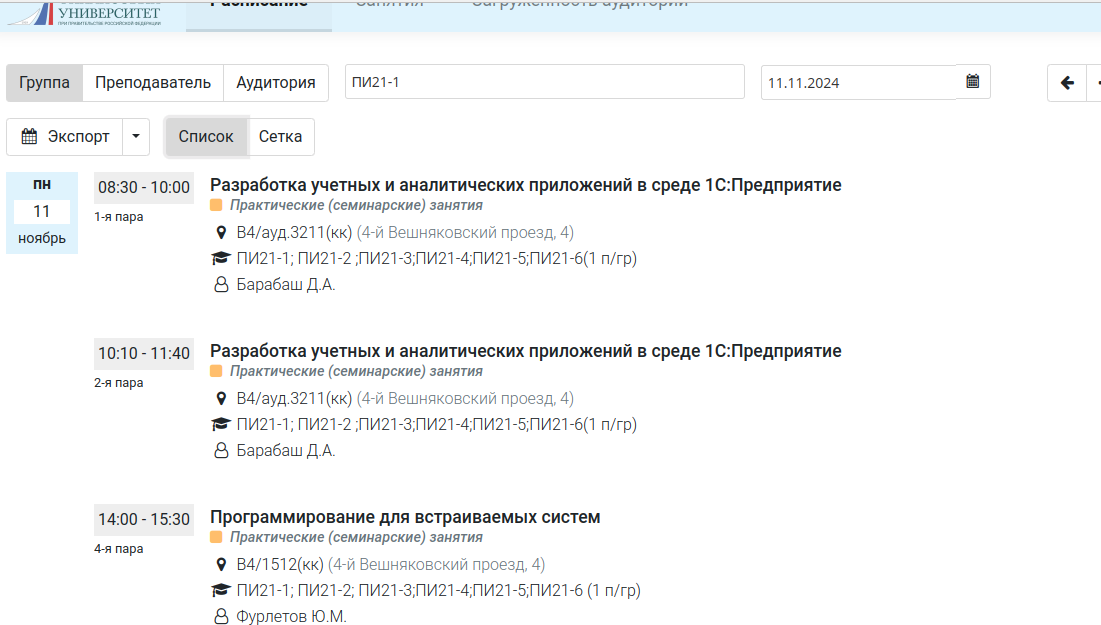 УНИВЕРСИТЕТ
ПРИ ПРАВИТЕЛЬСТВЕ РОССИЙСКОЙ ФЕДЕРАЦИИ
Расписание Занятия Загруженность аудиторий
Группа Преподаватель Аудитория ПИ21-1 11.11.2024
Экспорт Список Сетка
ПН
11
ноябрь
08:30 - 10:00 Разработка учетных и аналитических приложений в среде 1С:Предприятие
1-я пара Практические (семинарские) занятия
В4/ауд.3211(кк) (4-й Вешняковский проезд, 4)
ПИ21-1; ПИ21-2 ;ПИ21-3;ПИ21-4;ПИ21-5;ПИ21-6(1 п/гр)
Барабаш Д.А.
10:10 - 11:40 Разработка учетных и аналитических приложений в среде 1С:Предприятие
2-я пара Практические (семинарские) занятия
В4/ауд.3211(кк) (4-й Вешняковский проезд, 4)
ПИ21-1; ПИ21-2 ;ПИ21-3;ПИ21-4;ПИ21-5;ПИ21-6(1 п/гр)
Барабаш Д.А.
14:00 - 15:30 Программирование для встраиваемых систем
4-я пара Практические (семинарские) занятия
В4/1512(кк) (4-й Вешняковский проезд, 4)
ПИ21-1; ПИ21-2; ПИ21-3;ПИ21-4;ПИ21-5;ПИ21-6 (1 п/гр)
Фурлетов Ю.М.